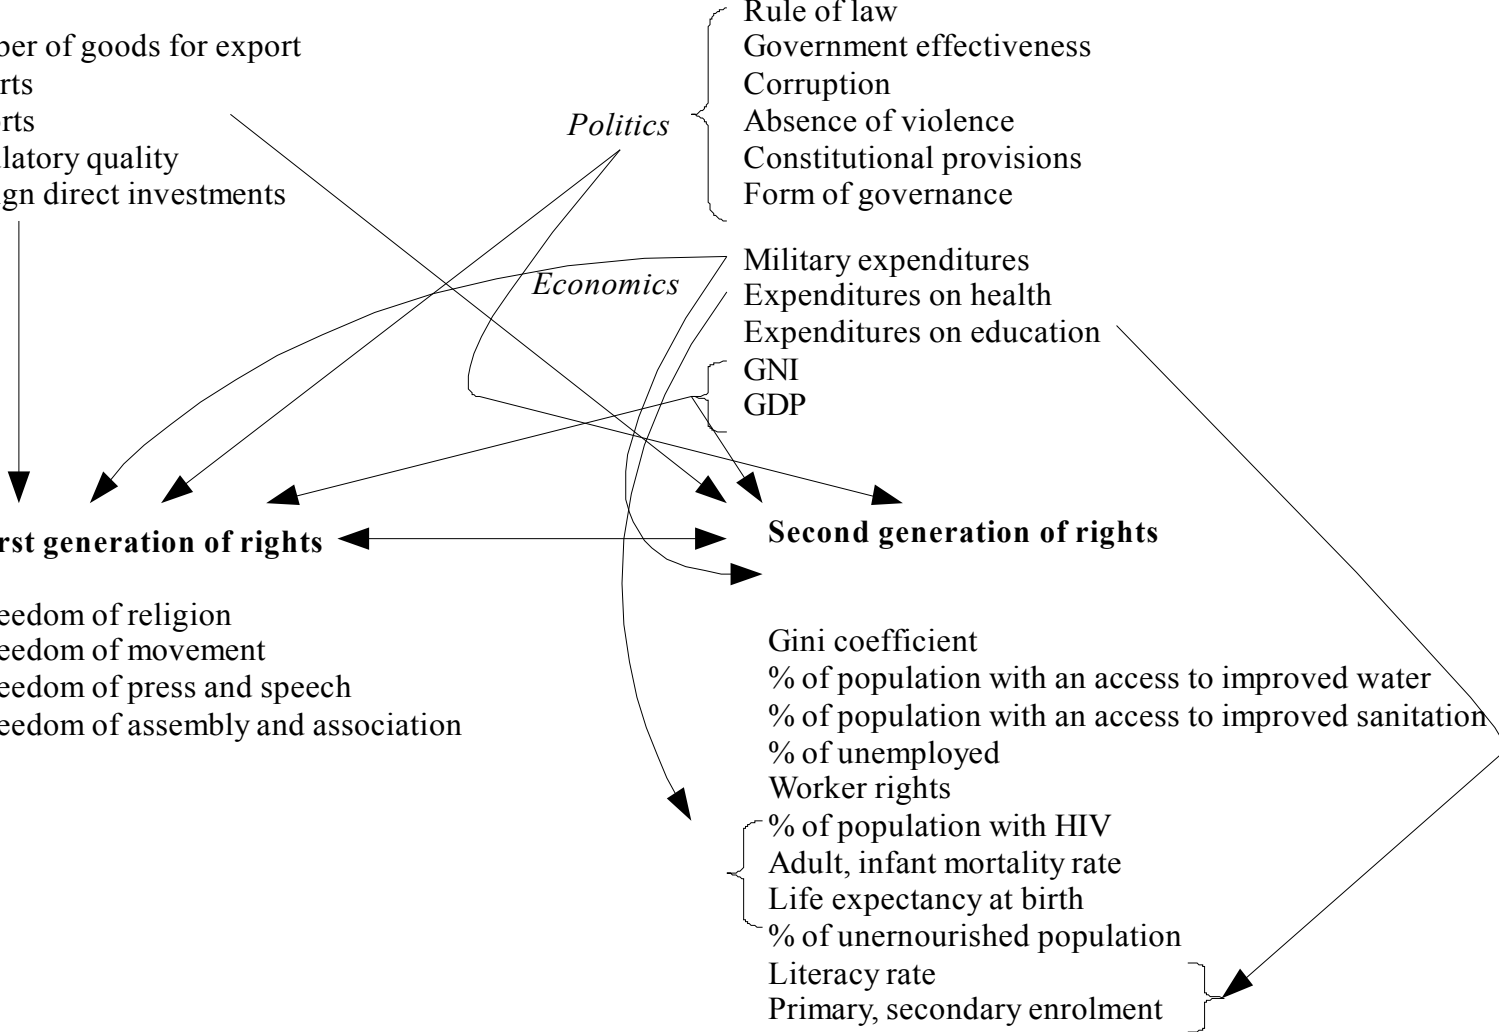 ber of goods for export
rts
rts
latory quality
gn direct investments
Politics
Rule of law
Government effectiveness
Corruption
Absence of violence
Constitutional provisions
Form of governance
Economics
Military expenditures
Expenditures on health
Expenditures on education
GNI
GDP
rst generation of rights
eedom of religion
eedom of movement
eedom of press and speech
eedom of assembly and association
Second generation of rights
Gini coefficient
% of population with an access to improved water
% of population with an access to improved sanitation
% of unemployed
Worker rights
% of population with HIV
Adult, infant mortality rate
Life expectancy at birth
% of unernourished population
Literacy rate
Primary, secondary enrolment